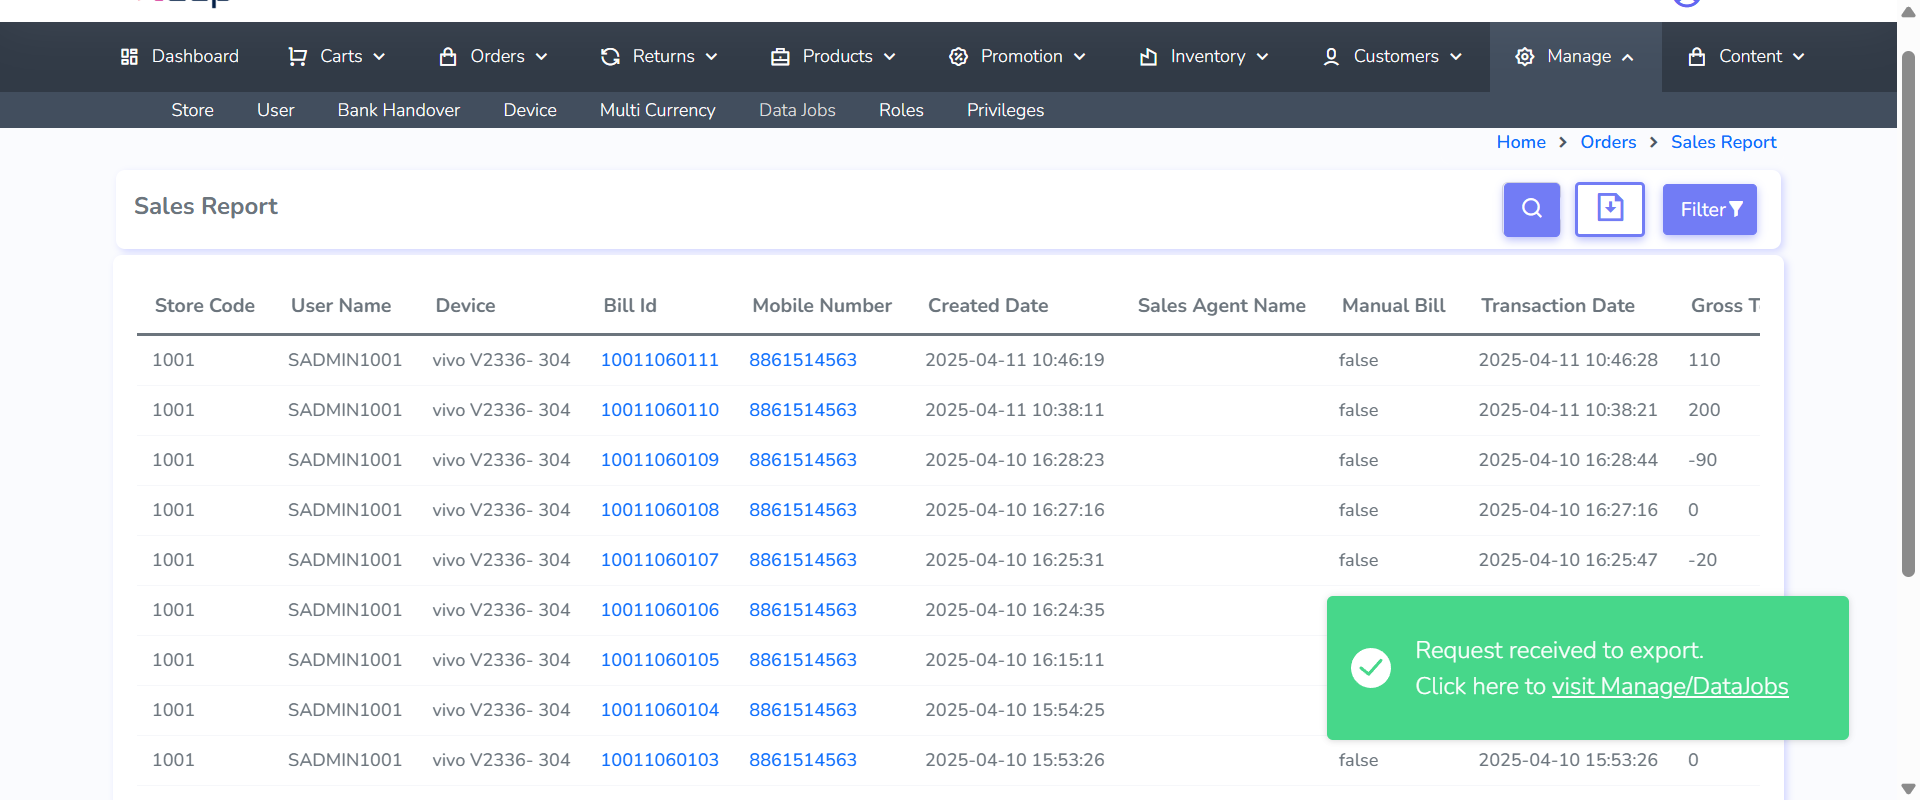 Dashboard Carts Orders Returns Products Promotion Inventory Customers Manage Content
Store User Bank Handover Device Multi Currency Data Jobs Roles Privileges
Home > Orders > Sales Report
Sales Report
Filter
Store Code User Name Device Bill Id Mobile Number Created Date Sales Agent Name Manual Bill Transaction Date Gross T
1001 SADMIN1001 vivo V2336- 304 10011060111 8861514563 2025-04-11 10:46:19 false 2025-04-11 10:46:28 110
1001 SADMIN1001 vivo V2336- 304 10011060110 8861514563 2025-04-11 10:38:11 false 2025-04-11 10:38:21 200
1001 SADMIN1001 vivo V2336- 304 10011060109 8861514563 2025-04-10 16:28:23 false 2025-04-10 16:28:44 -90
1001 SADMIN1001 vivo V2336- 304 10011060108 8861514563 2025-04-10 16:27:16 false 2025-04-10 16:27:16 0
1001 SADMIN1001 vivo V2336- 304 10011060107 8861514563 2025-04-10 16:25:31 false 2025-04-10 16:25:47 -20
1001 SADMIN1001 vivo V2336- 304 10011060106 8861514563 2025-04-10 16:24:35
1001 SADMIN1001 vivo V2336- 304 10011060105 8861514563 2025-04-10 16:15:11
1001 SADMIN1001 vivo V2336- 304 10011060104 8861514563 2025-04-10 15:54:25
1001 SADMIN1001 vivo V2336- 304 10011060103 8861514563 2025-04-10 15:53:26 false 2025-04-10 15:53:26 0
Request received to export.
Click here to visit Manage/DataJobs